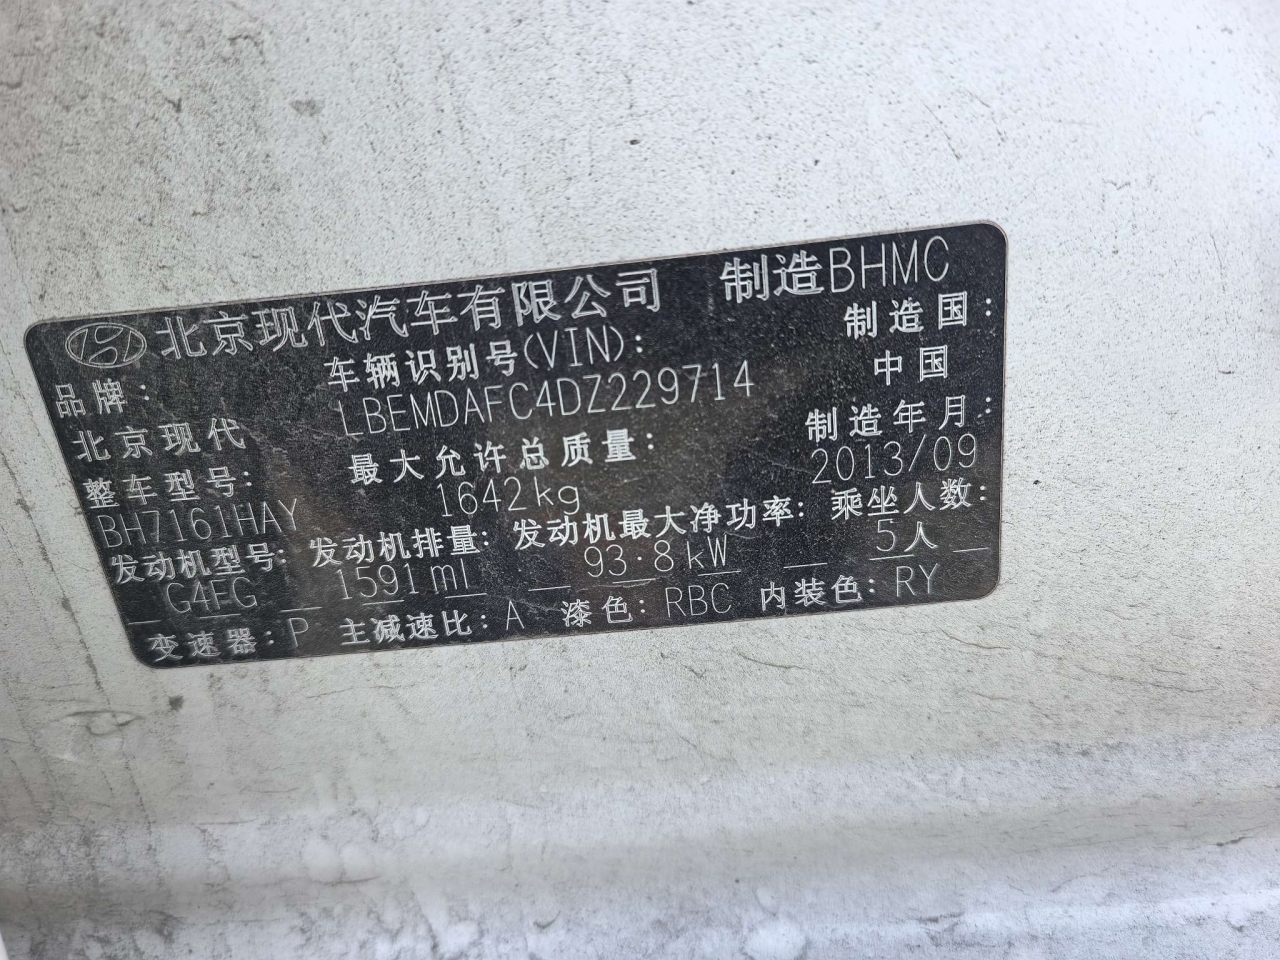 北京现代汽车有限公司 制造BHMC
品牌: 车辆识别号(VIN): 制造国:
北京现代 LBEMDAFC4DZ229714 中国
整车型号: 最大允许总质量: 制造年月:
BH7161HAY 1642kg 2013/09
发动机型号: 发动机排量: 发动机最大净功率: 乘坐人数:
G4FG 1591ml 93.8kW 5人
变速器: P 主减速比: A 漆色: RBC 内装色: RY